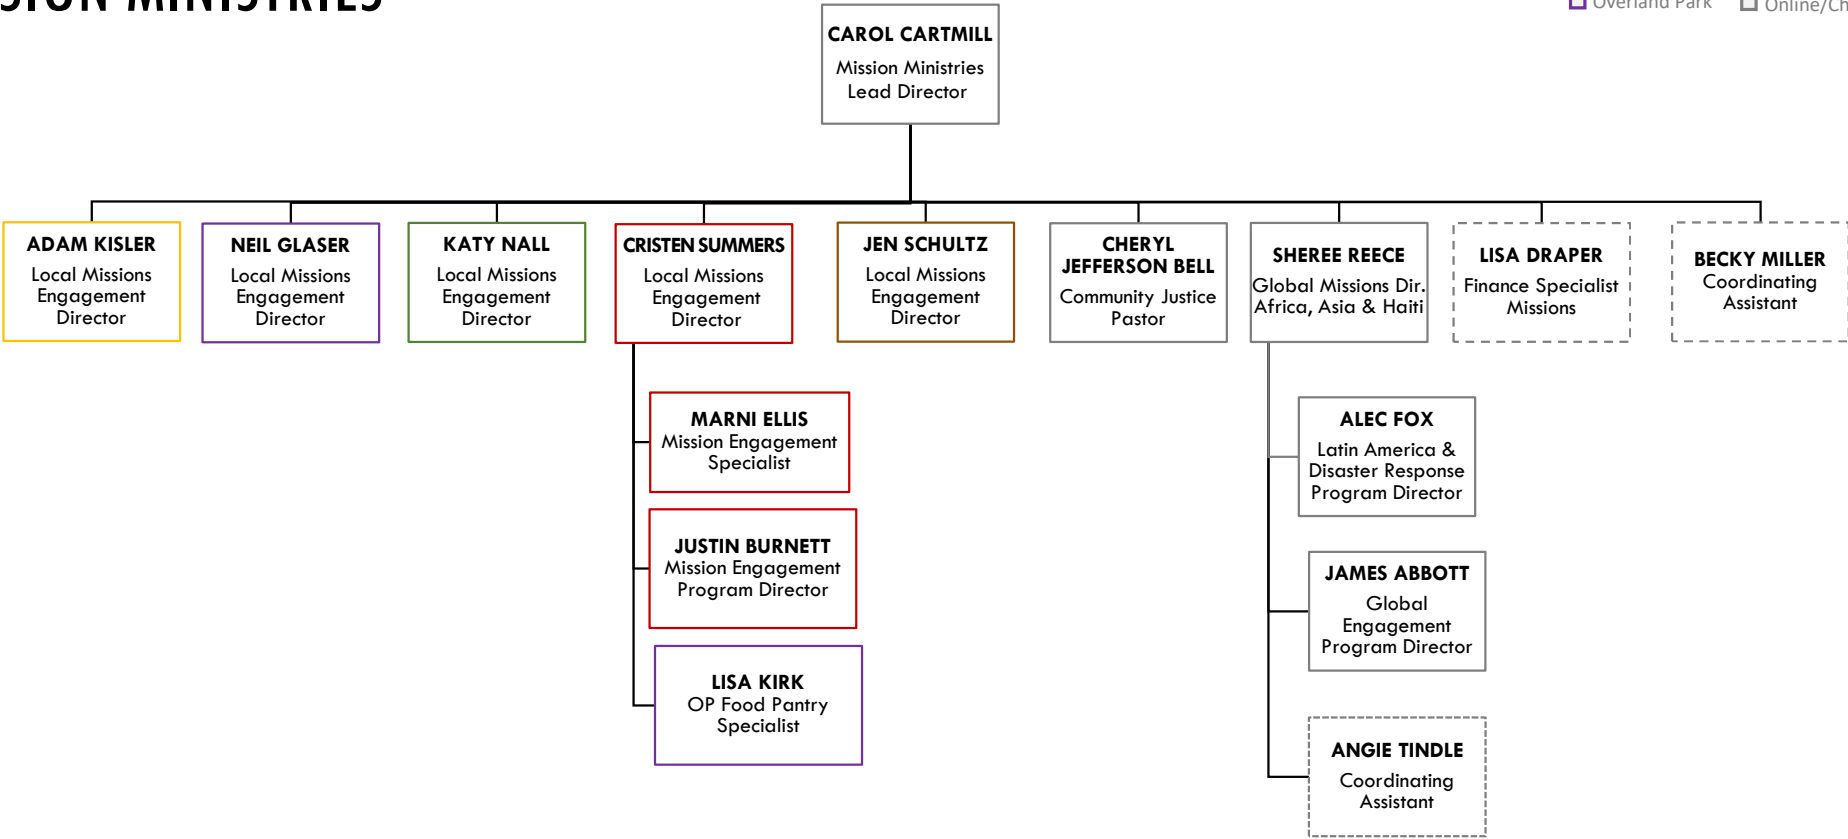 MINISTRIES
Overland Park
CAROL CARTMILL
Mission Ministries
Lead Director
ADAM KISLER
Local Missions
Engagement
Director
NEIL GLASER
Local Missions
Engagement
Director
KATY NALL
Local Missions
Engagement
Director
CRISTEN SUMMERS
Local Missions
Engagement
Director
JEN SCHULTZ
Local Missions
Engagement
Director
CHERYL
JEFFERSON BELL
Community Justice
Pastor
SHEREE REECE
Global Missions Dir.
Africa, Asia & Haiti
LISA DRAPER
Finance Specialist
Missions
BECKY MILLER
Coordinating
Assistant
MARNI ELLIS
Mission Engagement
Specialist
JUSTIN BURNETT
Mission Engagement
Program Director
LISA KIRK
OP Food Pantry
Specialist
ALEC FOX
Latin America &
Disaster Response
Program Director
JAMES ABBOTT
Global
Engagement
Program Director
ANGIE TINDLE
Coordinating
Assistant